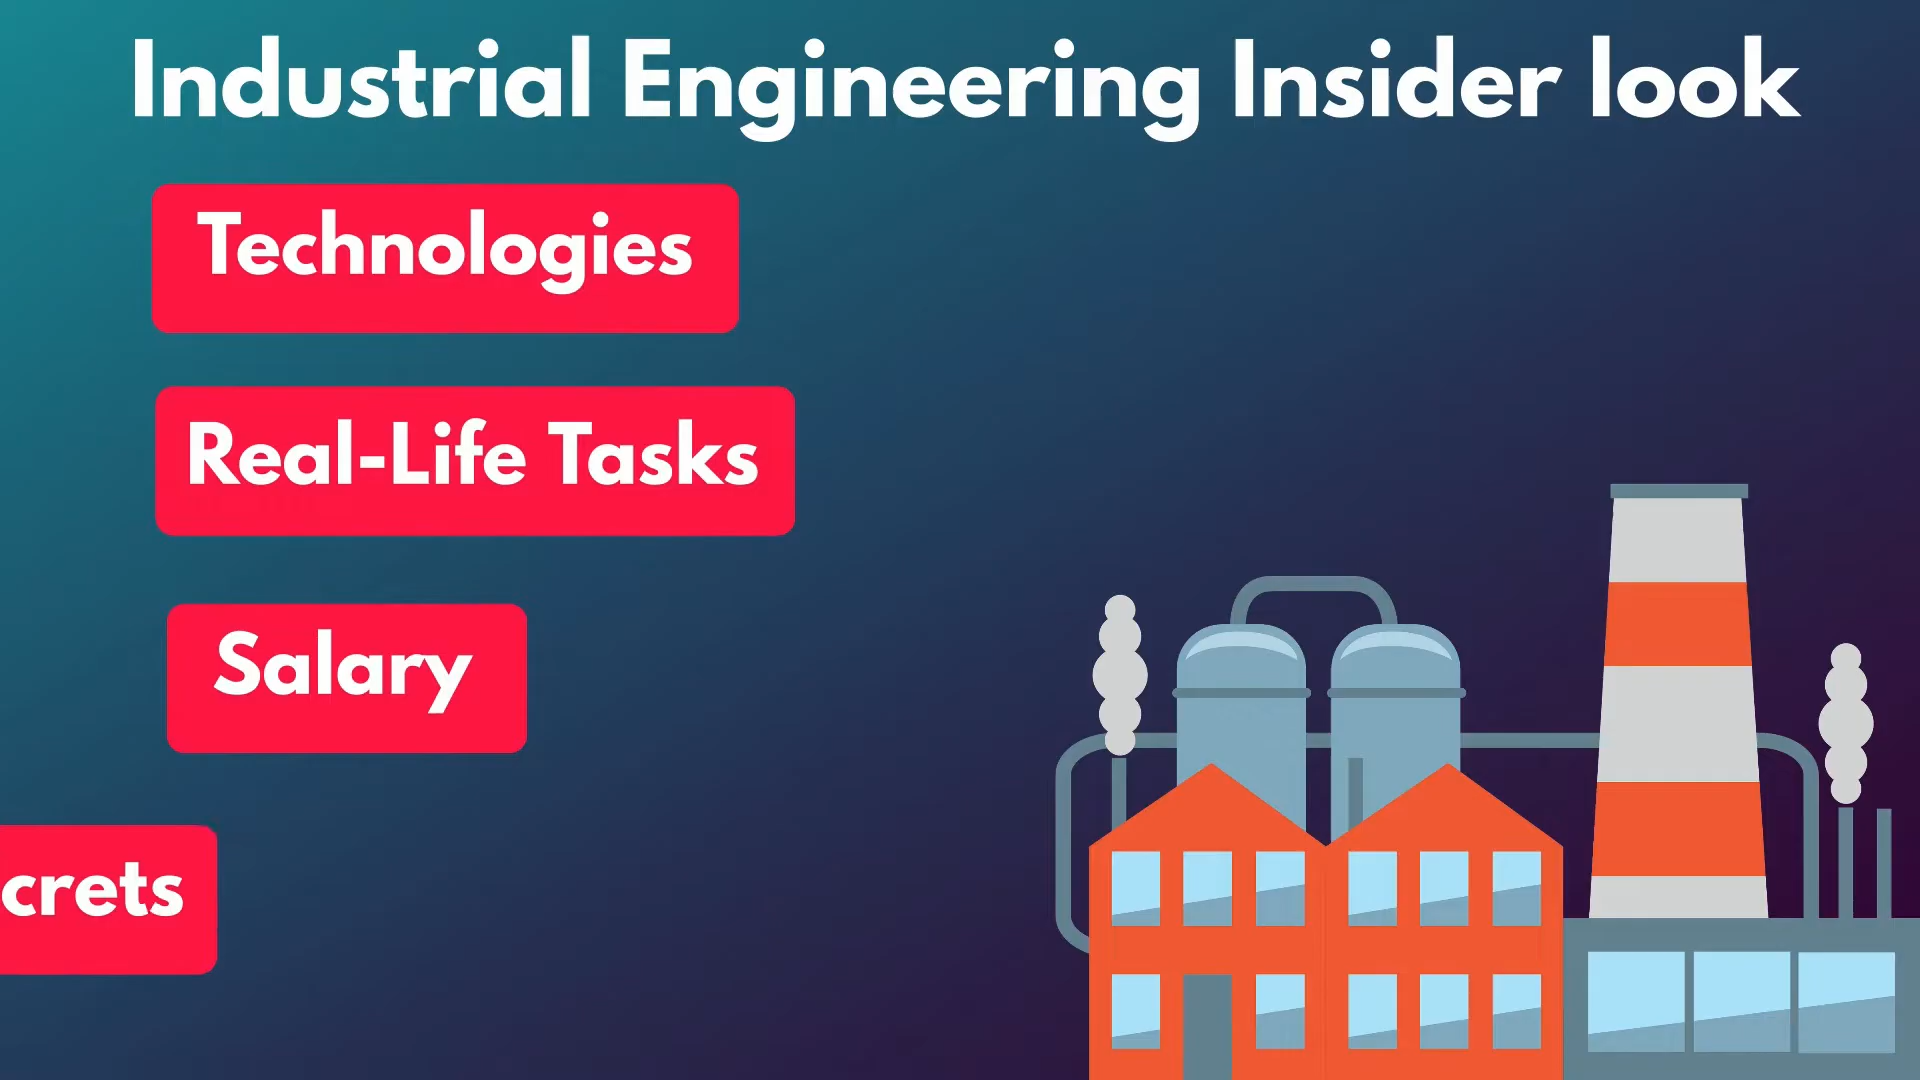 Industrial Engineering Insider look
Technologies
Real-Life Tasks
Salary
crets